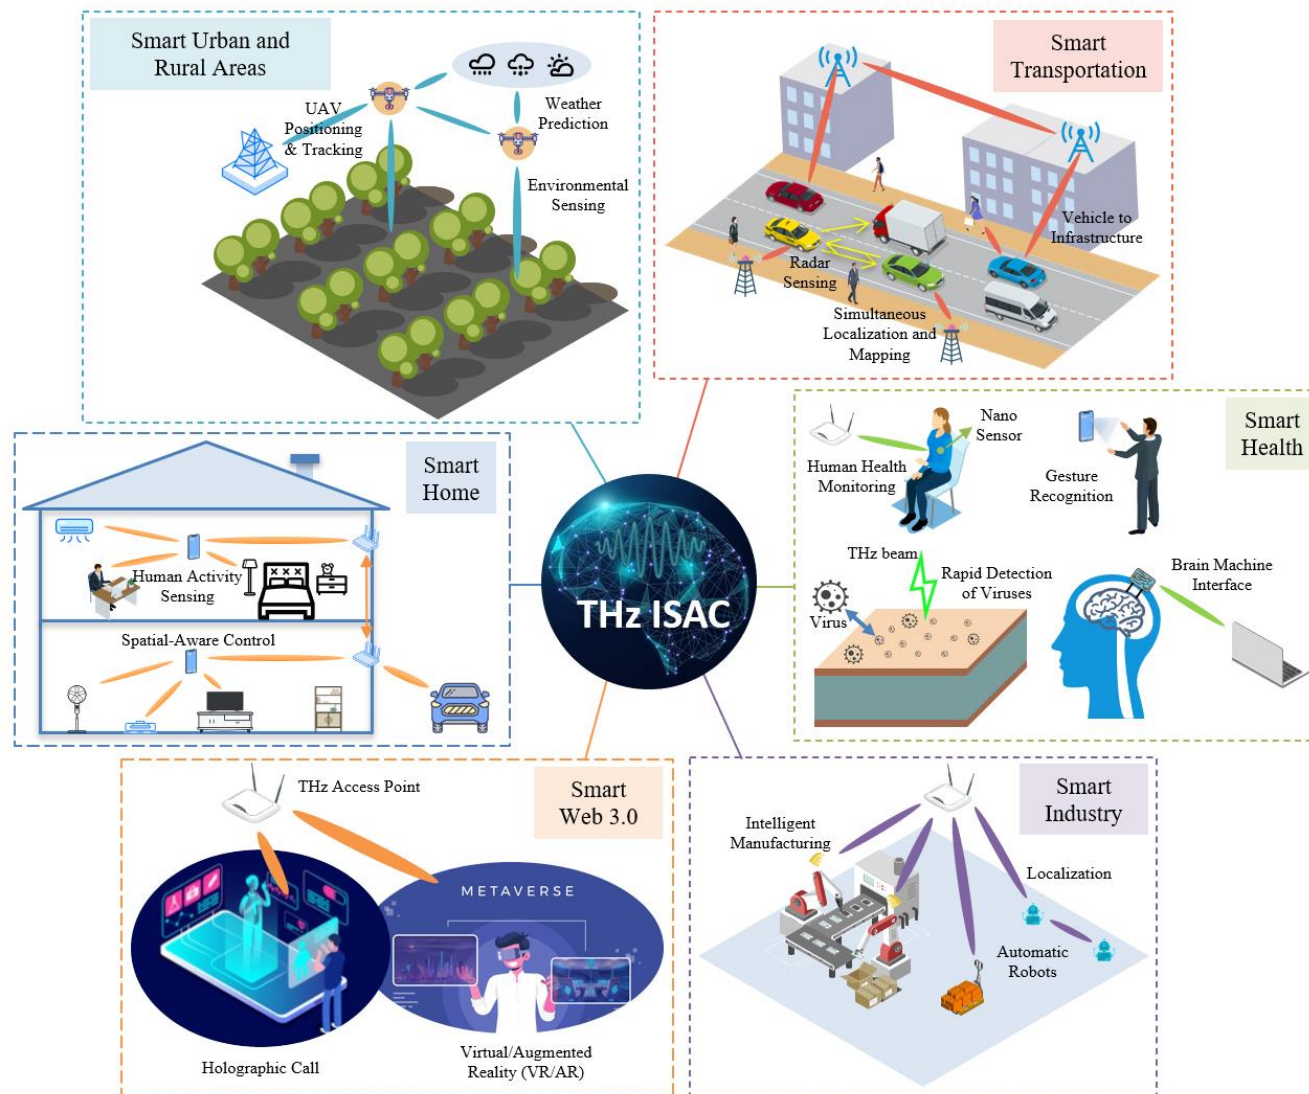 Smart Urban and
Rural Areas
UAV
Positioning
& Tracking
Weather
Prediction
Environmental
Sensing
Smart
Transportation
Vehicle to
Infrastructure
Radar
Sensing
Simultaneous
Localization and
Mapping
Smart
Home
Human Activity
Sensing
Spatial-Aware Control
THz ISAC
Smart
Health
Nano
Sensor
Human Health
Monitoring
Gesture
Recognition
THz beam
Rapid Detection
of Viruses
Virus
Brain Machine
Interface
Smart
Web 3.0
THz Access Point
METAVERSE
Holographic Call
Virtual/Augmented
Reality (VR/AR)
Smart
Industry
Intelligent
Manufacturing
Localization
Automatic
Robots